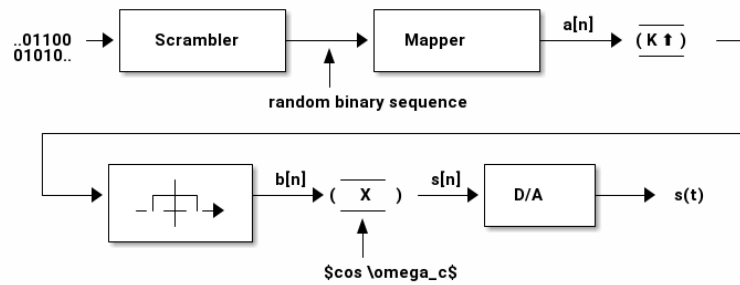 ..01100
01010..
Scrambler
Mapper
a[n]
( K ⬆ )
random binary sequence
b[n]
( X )
s[n]
D/A
s(t)
$cos \omega_c$